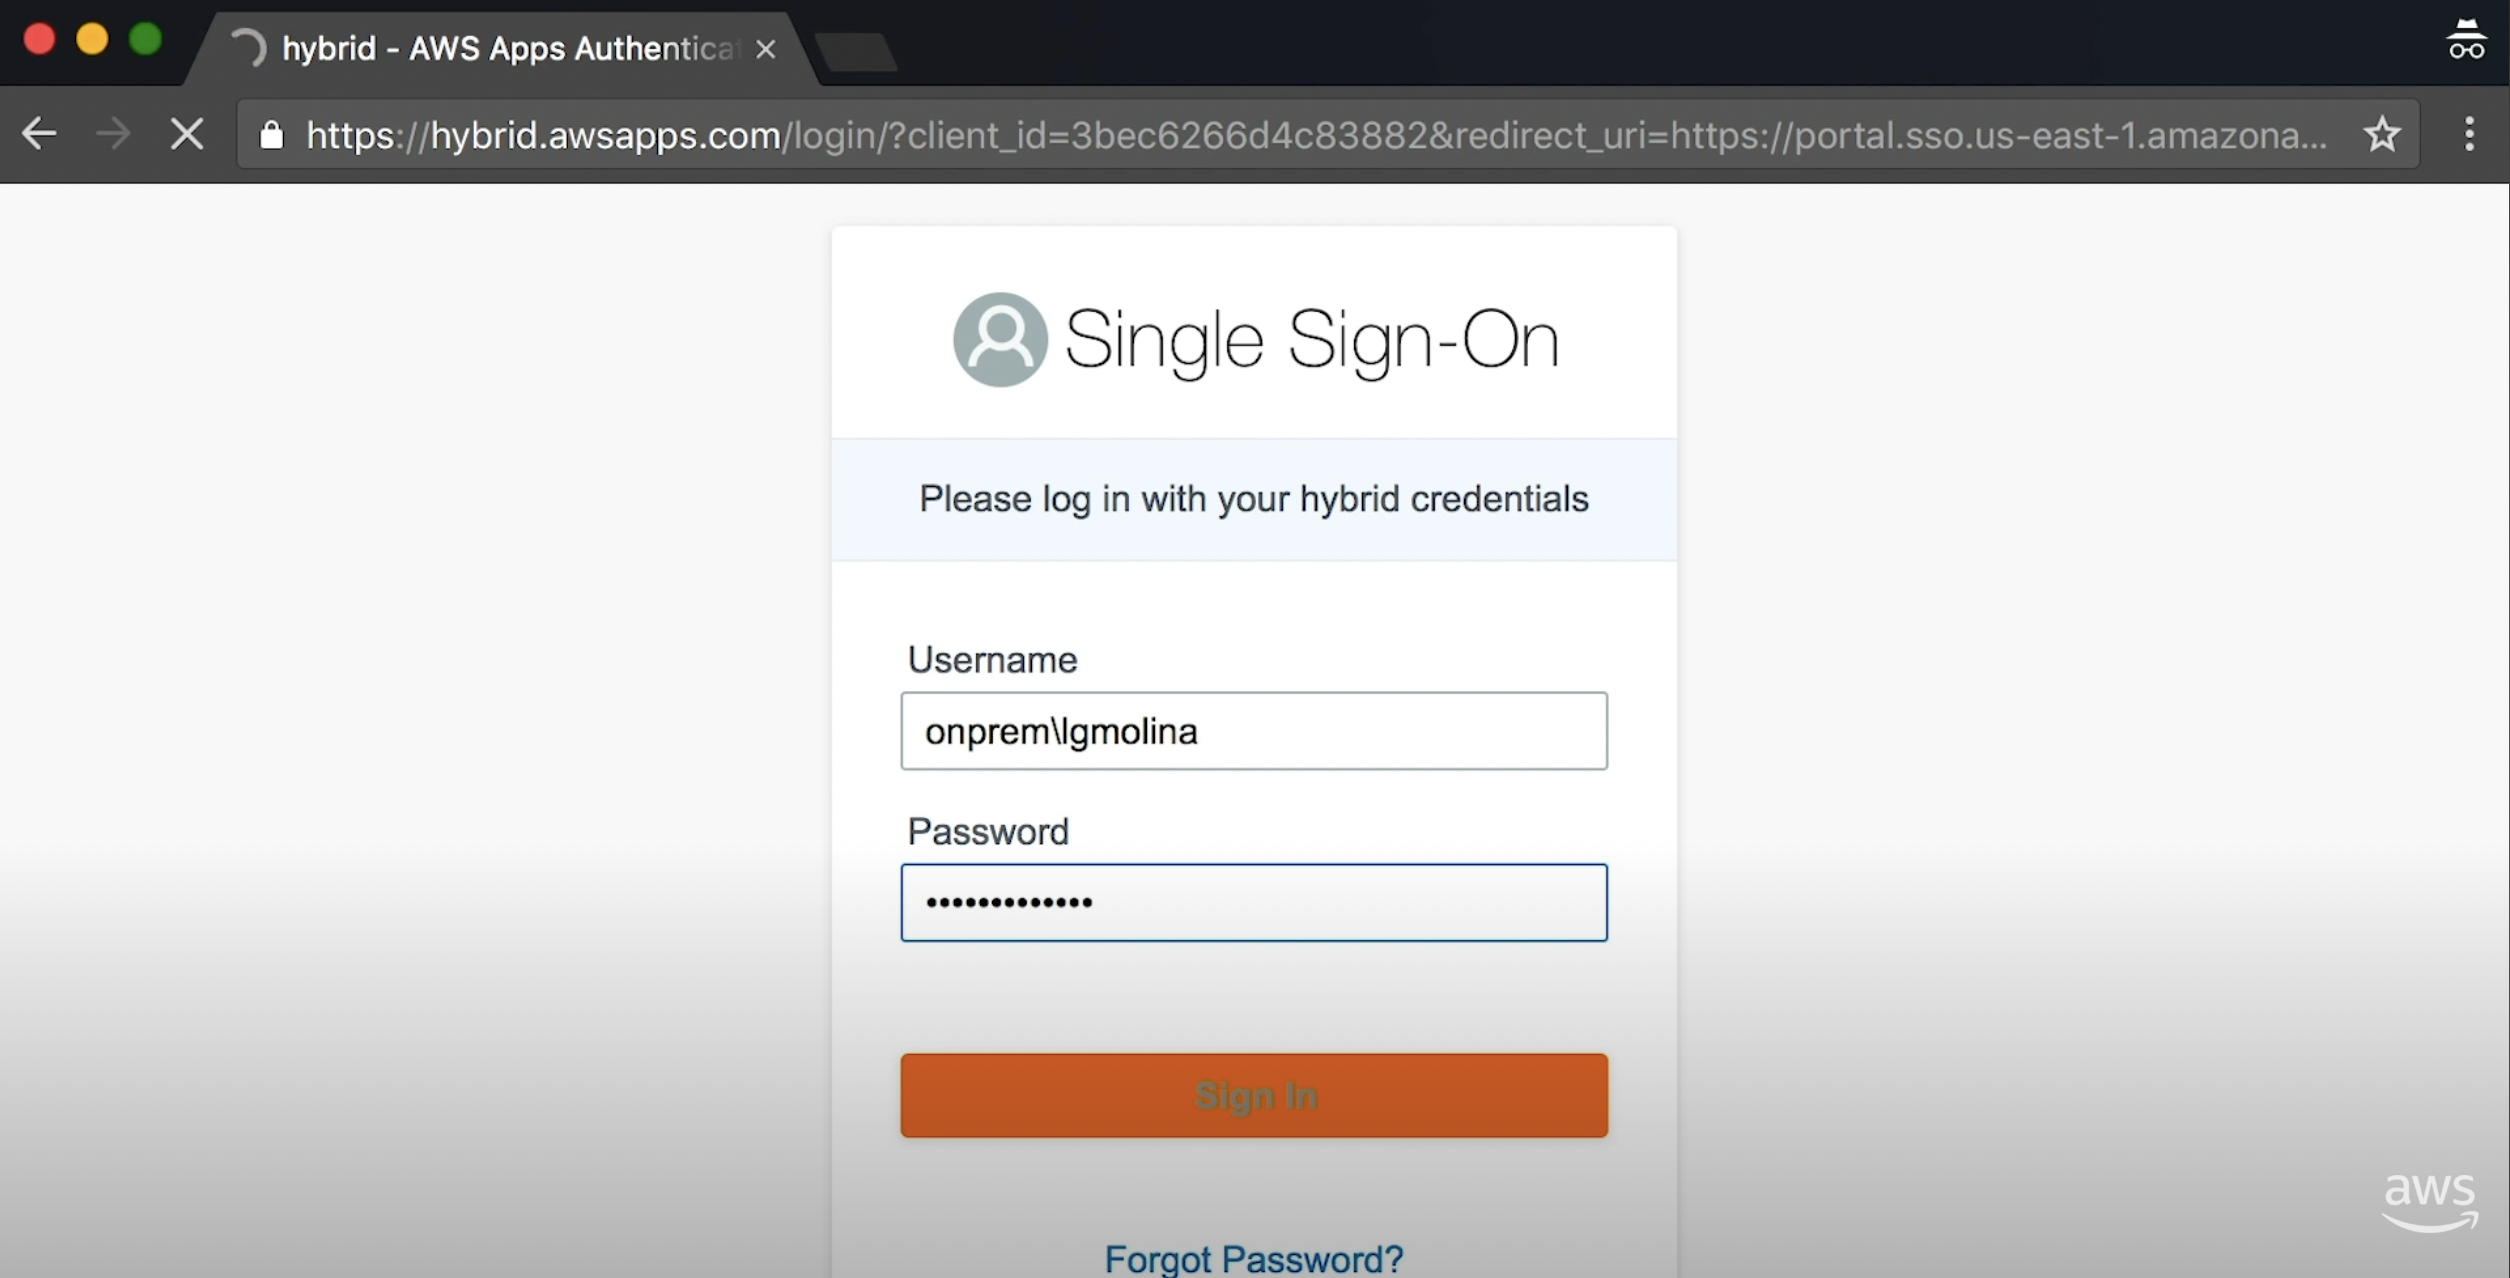 hybrid - AWS Apps Authentica
https://hybrid.awsapps.com/login/?client_id=3bec6266d4c83882&redirect_uri=https://portal.sso.us-east-1.amazona...
Single Sign-On
Please log in with your hybrid credentials
Username
onprem\lgmolina
Password
•••••••••••••
Sign In
Forgot Password?
aws